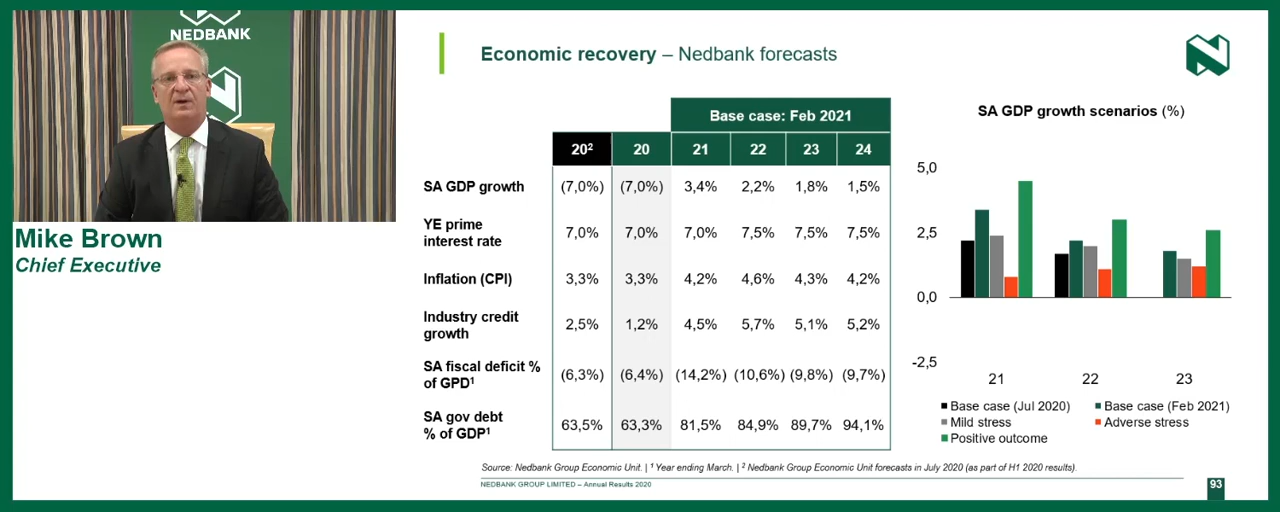 NEDBANK
Mike Brown
Chief Executive
Economic recovery – Nedbank forecasts
Base case: Feb 2021
20² 20 21 22 23 24
SA GDP growth (7,0%) (7,0%) 3,4% 2,2% 1,8% 1,5%
YE prime
interest rate 7,0% 7,0% 7,0% 7,5% 7,5% 7,5%
Inflation (CPI) 3,3% 3,3% 4,2% 4,6% 4,3% 4,2%
Industry credit
growth 2,5% 1,2% 4,5% 5,7% 5,1% 5,2%
SA fiscal deficit %
of GPD¹ (6,3%) (6,4%) (14,2%) (10,6%) (9,8%) (9,7%)
SA gov debt
% of GDP¹ 63,5% 63,3% 81,5% 84,9% 89,7% 94,1%
SA GDP growth scenarios (%)
5,0
2,5
0,0
-2,5
21 22 23
Base case (Jul 2020) Base case (Feb 2021)
Mild stress Adverse stress
Positive outcome
Source: Nedbank Group Economic Unit. | ¹ Year ending March. | ² Nedbank Group Economic Unit forecasts in July 2020 (as part of H1 2020 results).
NEDBANK GROUP LIMITED – Annual Results 2020
93